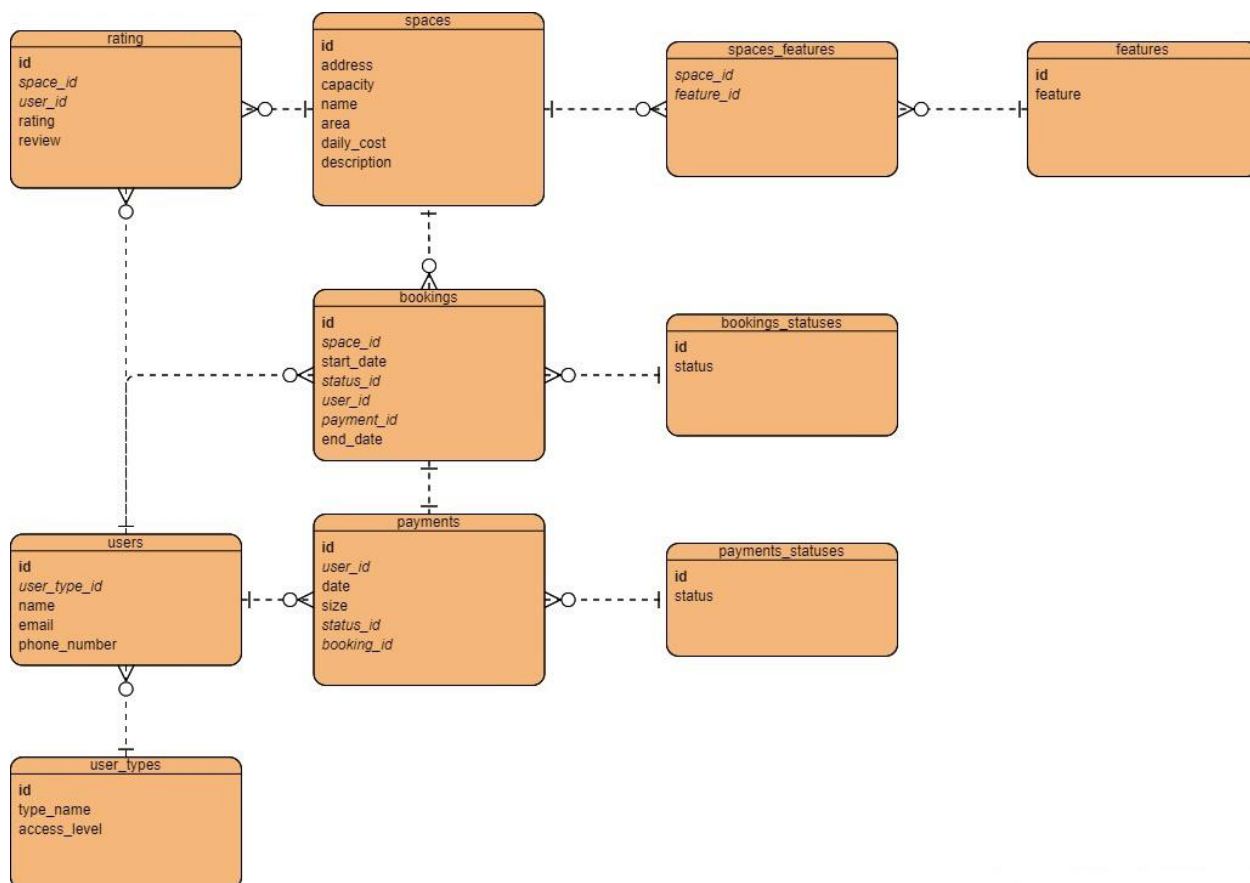 rating
id
space_id
user_id
rating
review
spaces
id
address
capacity
name
area
daily_cost
description
spaces_features
space_id
feature_id
features
id
feature
bookings
id
space_id
start_date
status_id
user_id
payment_id
end_date
bookings_statuses
id
status
users
id
user_type_id
name
email
phone_number
payments
id
user_id
date
size
status_id
booking_id
payments_statuses
id
status
user_types
id
type_name
access_level